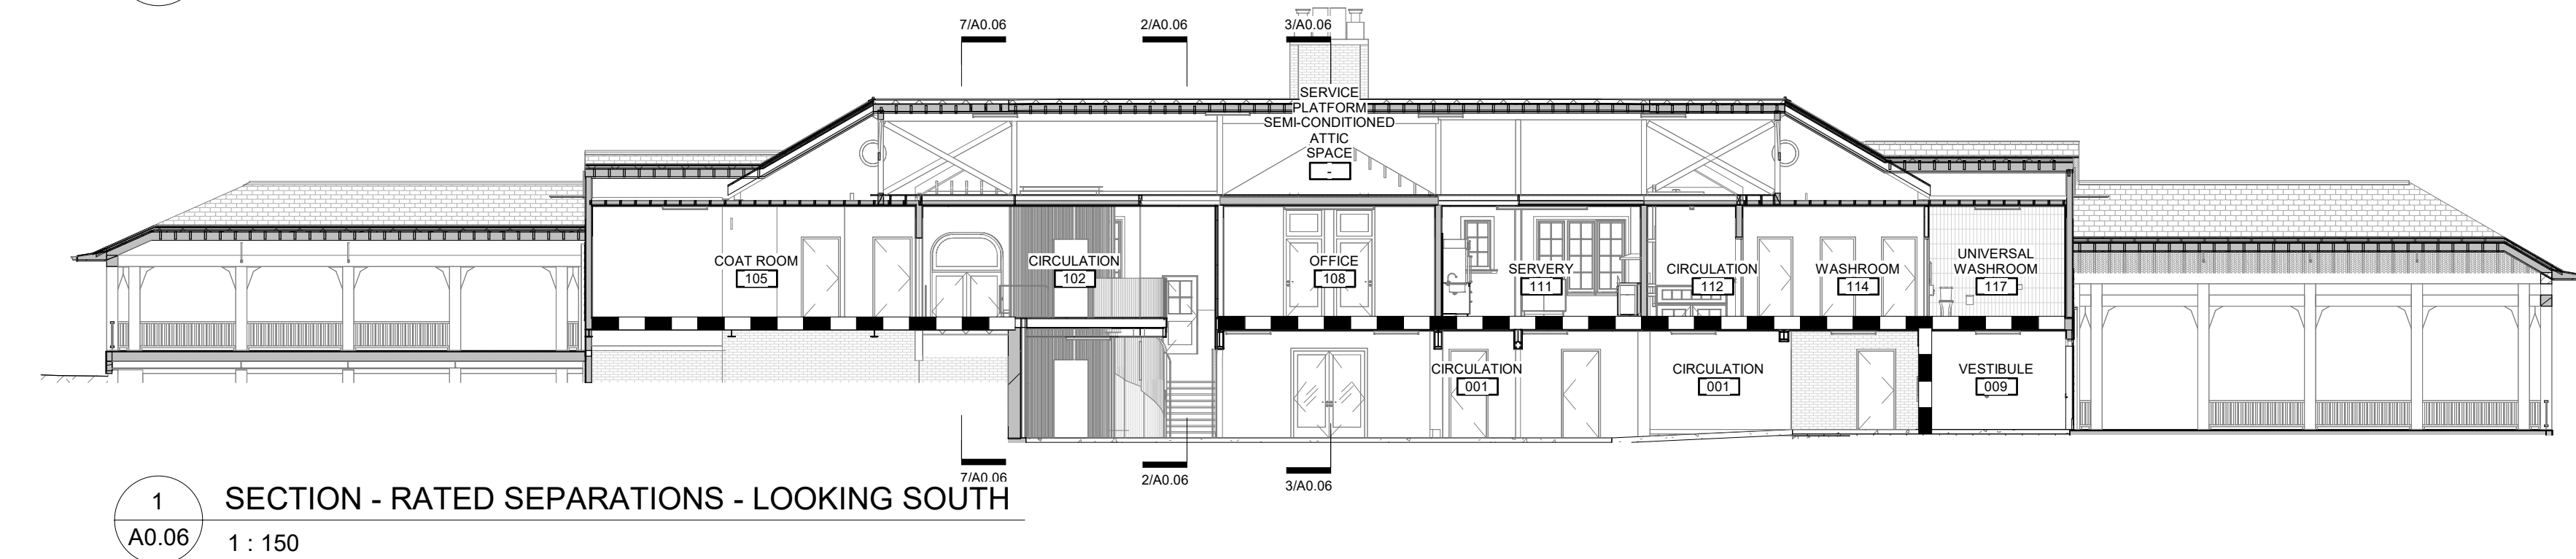 7/A0.06
2/A0.06
3/A0.06
SERVICE
PLATFORM
SEMI-CONDITIONED
ATTIC
SPACE
-
COAT ROOM
105
CIRCULATION
102
OFFICE
108
SERVERY
111
CIRCULATION
112
WASHROOM
114
UNIVERSAL
WASHROOM
117
CIRCULATION
001
CIRCULATION
001
VESTIBULE
009
7/A0.06
2/A0.06
3/A0.06
1
A0.06
SECTION - RATED SEPARATIONS - LOOKING SOUTH
1 : 150